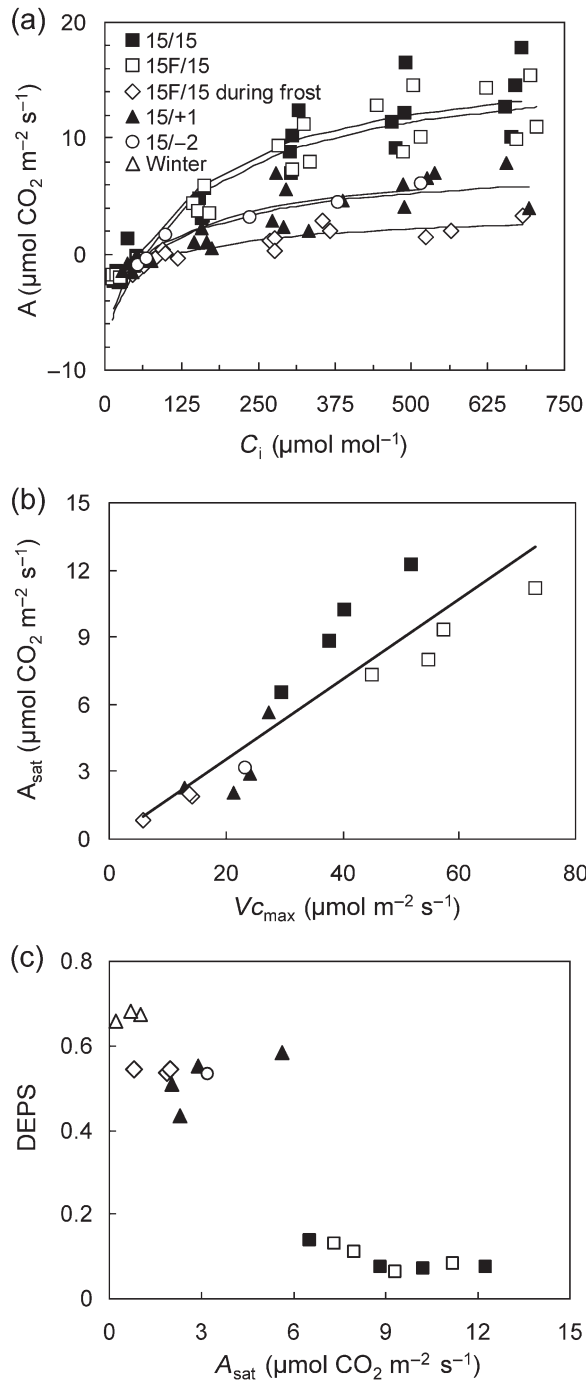 (a)
20
10
0
−10
A (μmol CO₂ m⁻² s⁻¹)
15/15
15F/15
15F/15 during frost
15/+1
15/−2
Winter
0 125 250 375 500 625 750
Cᵢ (μmol mol⁻¹)
(b)
15
12
9
6
3
0
A_sat (μmol CO₂ m⁻² s⁻¹)
0 20 40 60 80
Vc_max (μmol m⁻² s⁻¹)
(c)
0.8
0.6
0.4
0.2
0
DEPS
0 3 6 9 12 15
A_sat (μmol CO₂ m⁻² s⁻¹)